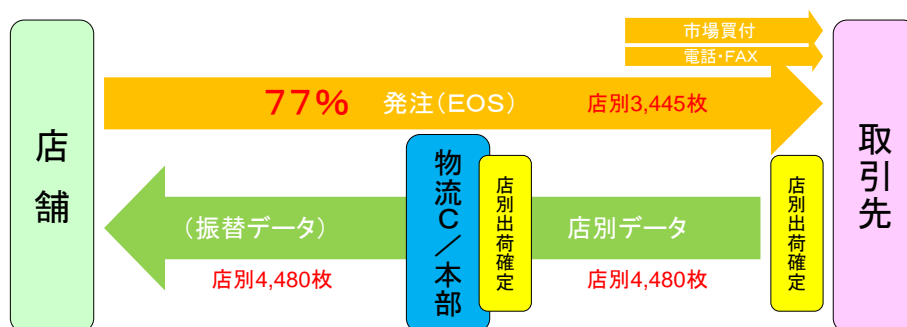 市場買付
電話・FAX
77% 発注(EOS) 店別3,445枚
店舗
物流C/本部
店別出荷確定
店別出荷確定
取引先
(振替データ)
店別データ
店別4,480枚
店別4,480枚